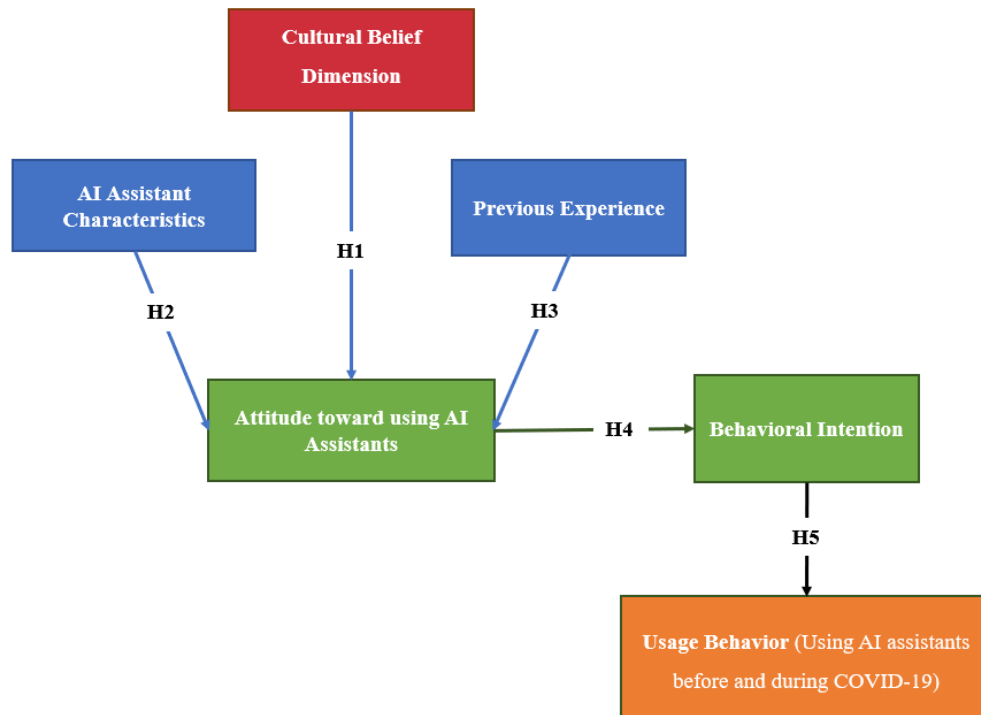 Cultural Belief
Dimension
AI Assistant
Characteristics
Previous Experience
H1
H2
H3
Attitude toward using AI
Assistants
H4
Behavioral Intention
H5
Usage Behavior (Using AI assistants
before and during COVID-19)